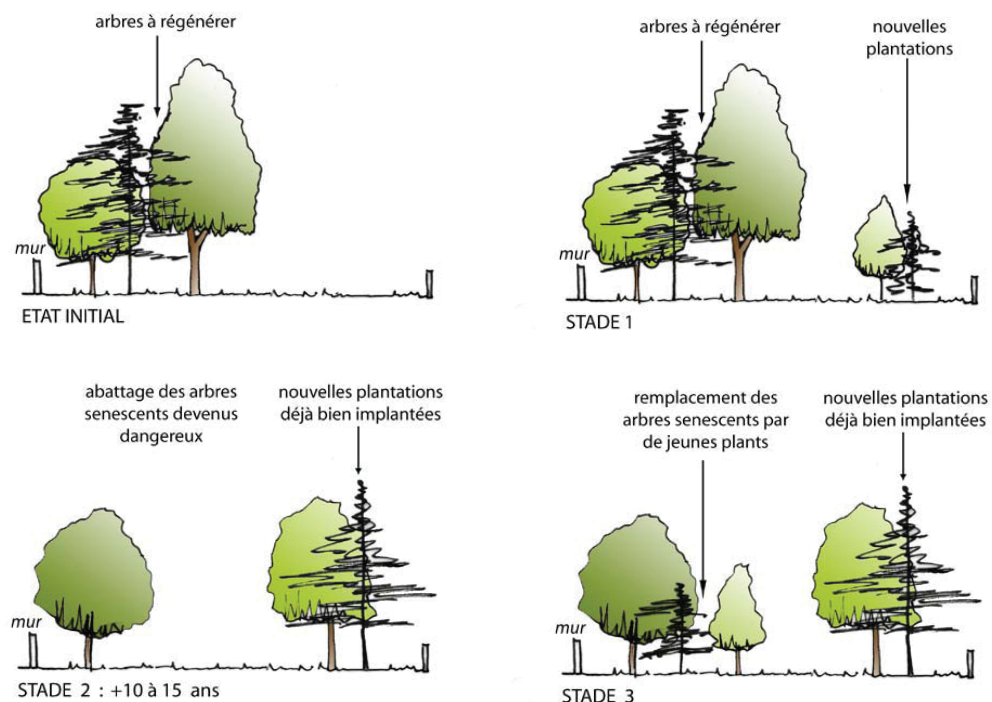 arbres à régénérer
mur
ETAT INITIAL
arbres à régénérer
nouvelles
plantations
mur
STADE 1
abattage des arbres
senescents devenus
dangereux
nouvelles plantations
déjà bien implantées
mur
STADE 2 : +10 à 15 ans
remplacement des
arbres senescents par
de jeunes plants
nouvelles plantations
déjà bien implantées
mur
STADE 3